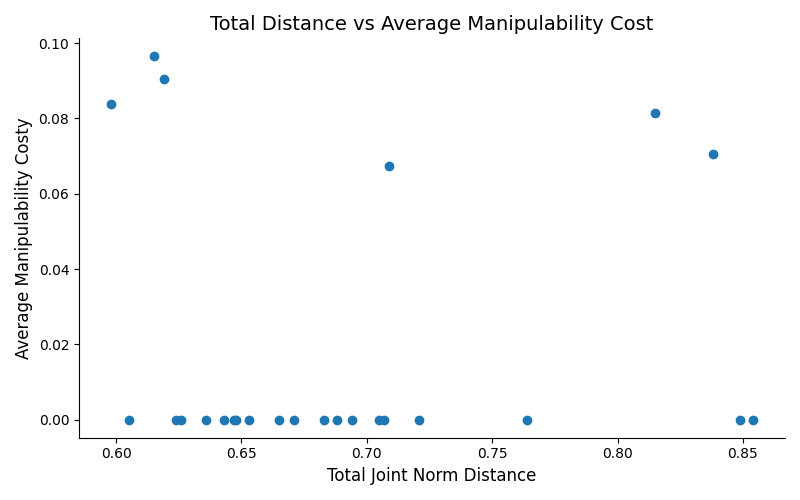 Total Distance vs Average Manipulability Cost
0.10
0.08
0.06
0.04
0.02
0.00
Average Manipulability Costy
0.60 0.65 0.70 0.75 0.80 0.85
Total Joint Norm Distance